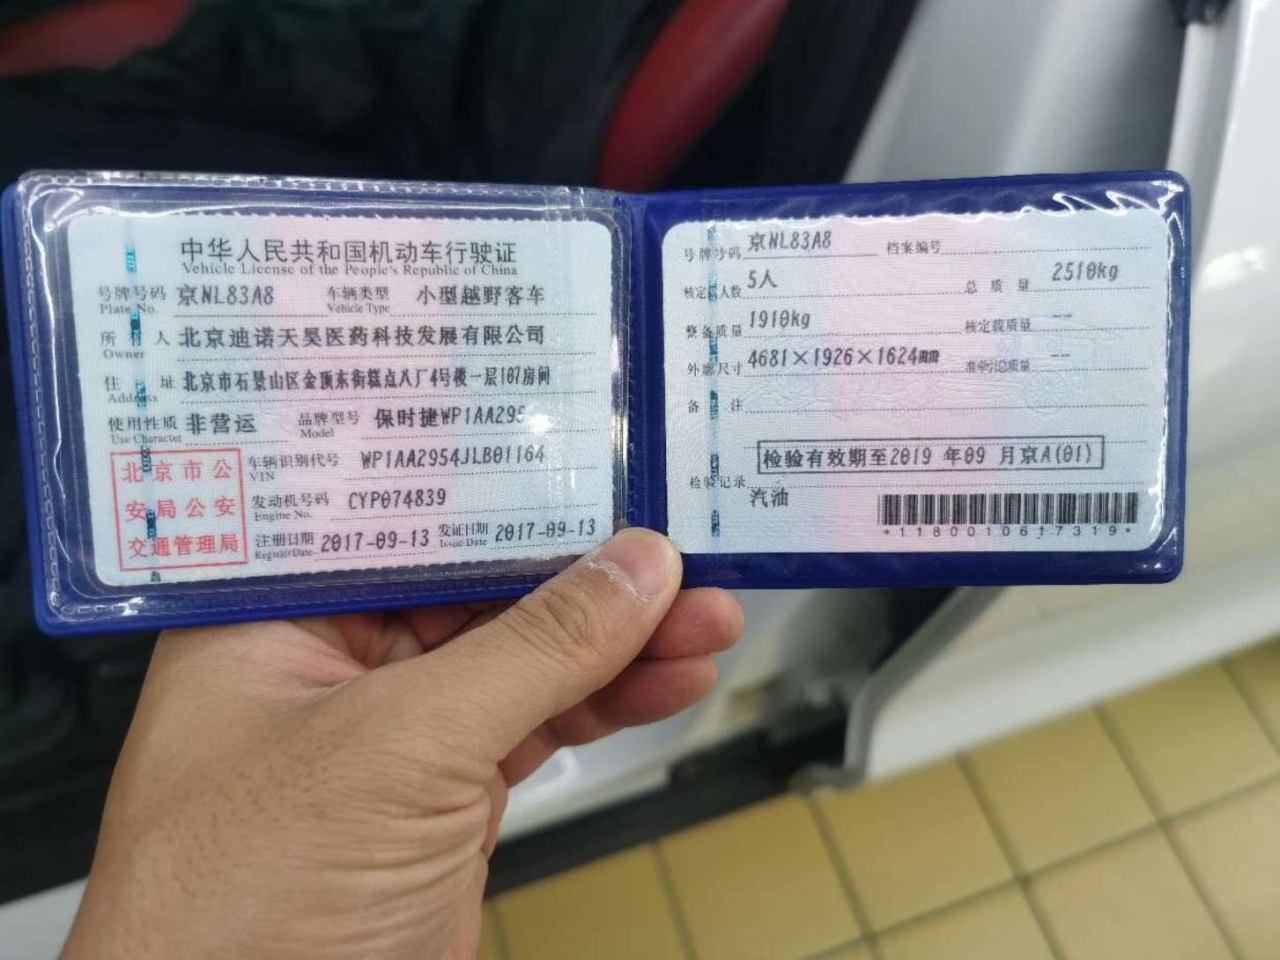 中华人民共和国机动车行驶证
Vehicle License of the People's Republic of China
号牌号码 京NL83A8 车辆类型 小型越野客车
Plate No. Vehicle Type
所有人 北京迪诺天昊医药科技发展有限公司
Owner
住址 北京市石景山区金顶东街糕点八厂4号楼一层107房间
Address
使用性质 非营运 品牌型号 保时捷WP1AA295
Use Character Model
北京市公
安局公安
交通管理局
车辆识别代号 WP1AA2954JLB01164
VIN
发动机号码 CYP074839
Engine No.
注册日期 2017-09-13 发证日期 2017-09-13
Register Date Issue Date
号牌号码 京NL83A8 档案编号
核定载人数 5人 总质量 2510kg
整备质量 1910kg 核定载质量 --
外廓尺寸 4681×1926×1624mm 准牵引总质量 --
备注
检验有效期至2019 年09 月京A(01)
检验记录
汽油
*1180010617319*